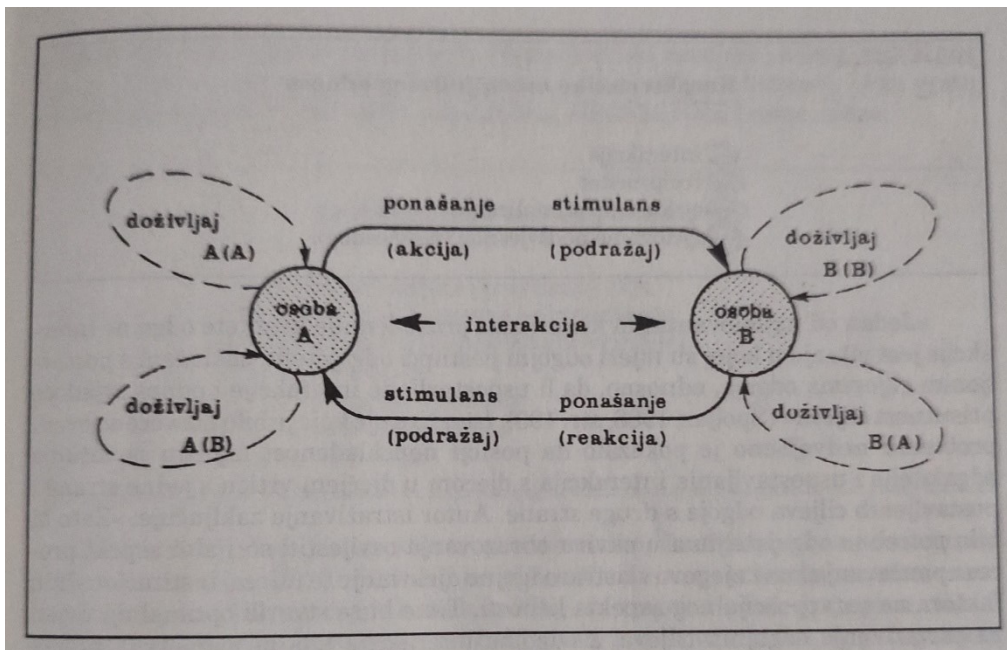 ponašanje stimulans
(akcija) (podražaj)
doživljaj
A(A)
doživljaj
B(B)
osoba
A
interakcija
osoba
B
stimulans ponašanje
(podražaj) (reakcija)
doživljaj
A(B)
doživljaj
B(A)